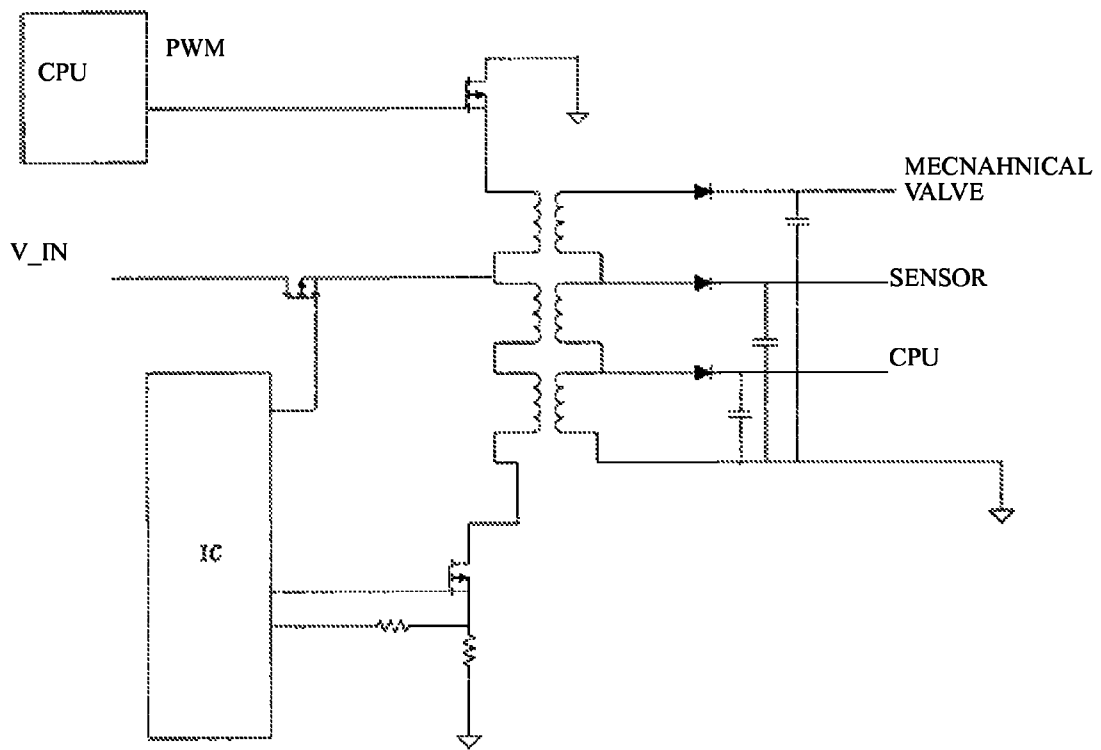 CPU
PWM
MECNAHNICAL
VALVE
V_IN
SENSOR
CPU
IC